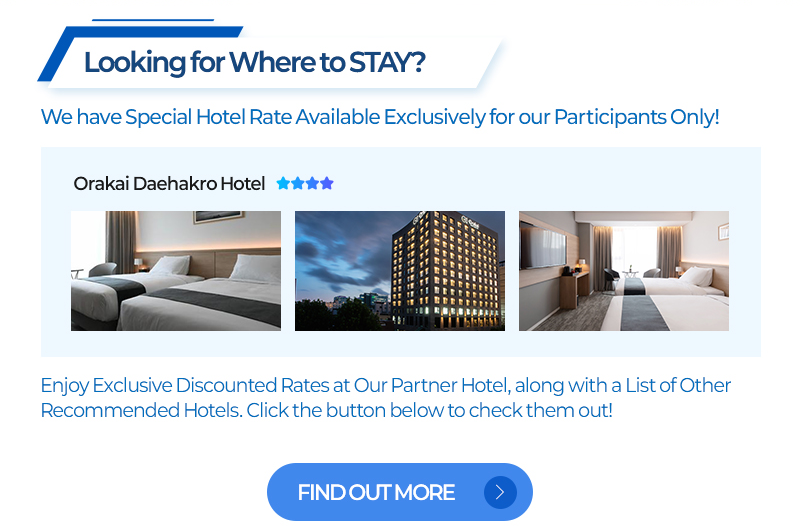 Looking for Where to STAY?
We have Special Hotel Rate Available Exclusively for our Participants Only!
Orakai Daehakro Hotel
Enjoy Exclusive Discounted Rates at Our Partner Hotel, along with a List of Other
Recommended Hotels. Click the button below to check them out!
FIND OUT MORE